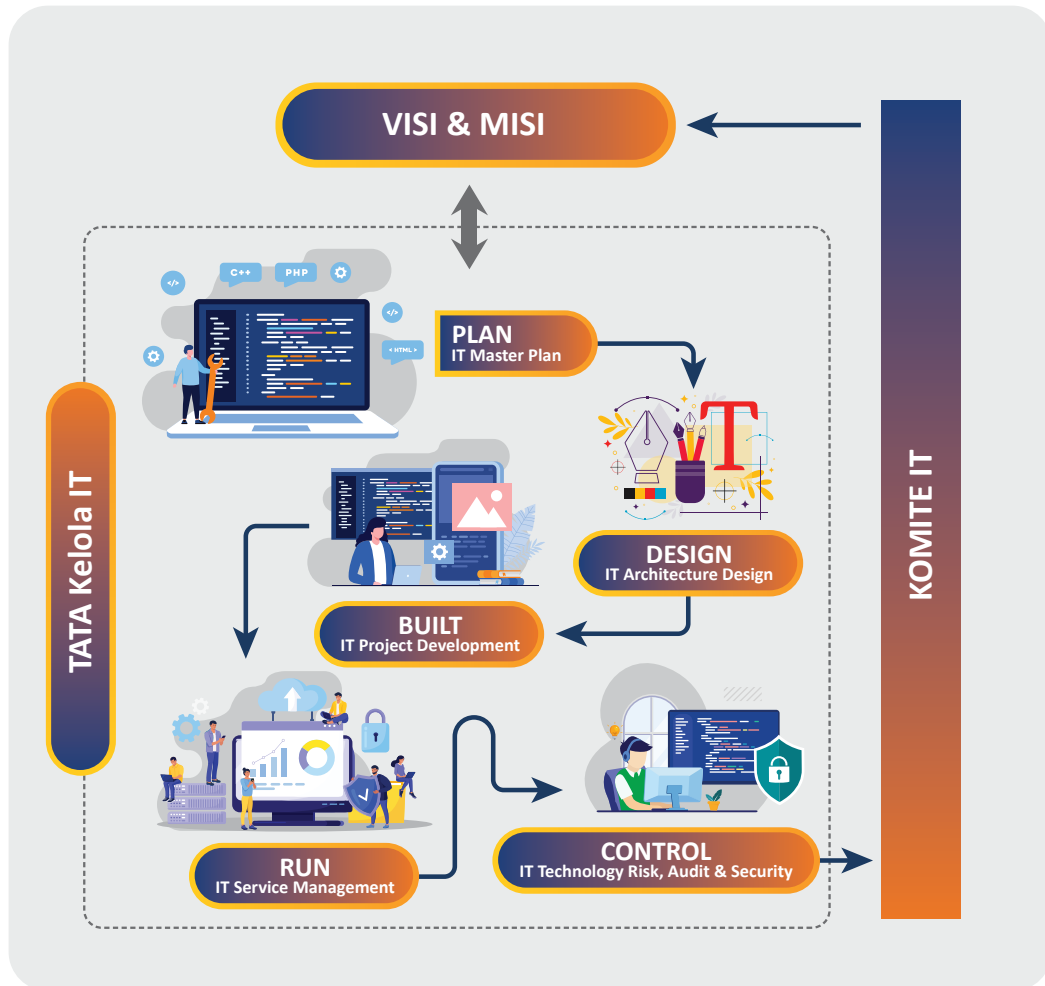 VISI & MISI
C++
PHP
</>
</>
< HTML >
PLAN
IT Master Plan
TATA Kelola IT
KOMITE IT
T
DESIGN
IT Architecture Design
BUILT
IT Project Development
RUN
IT Service Management
CONTROL
IT Technology Risk, Audit & Security